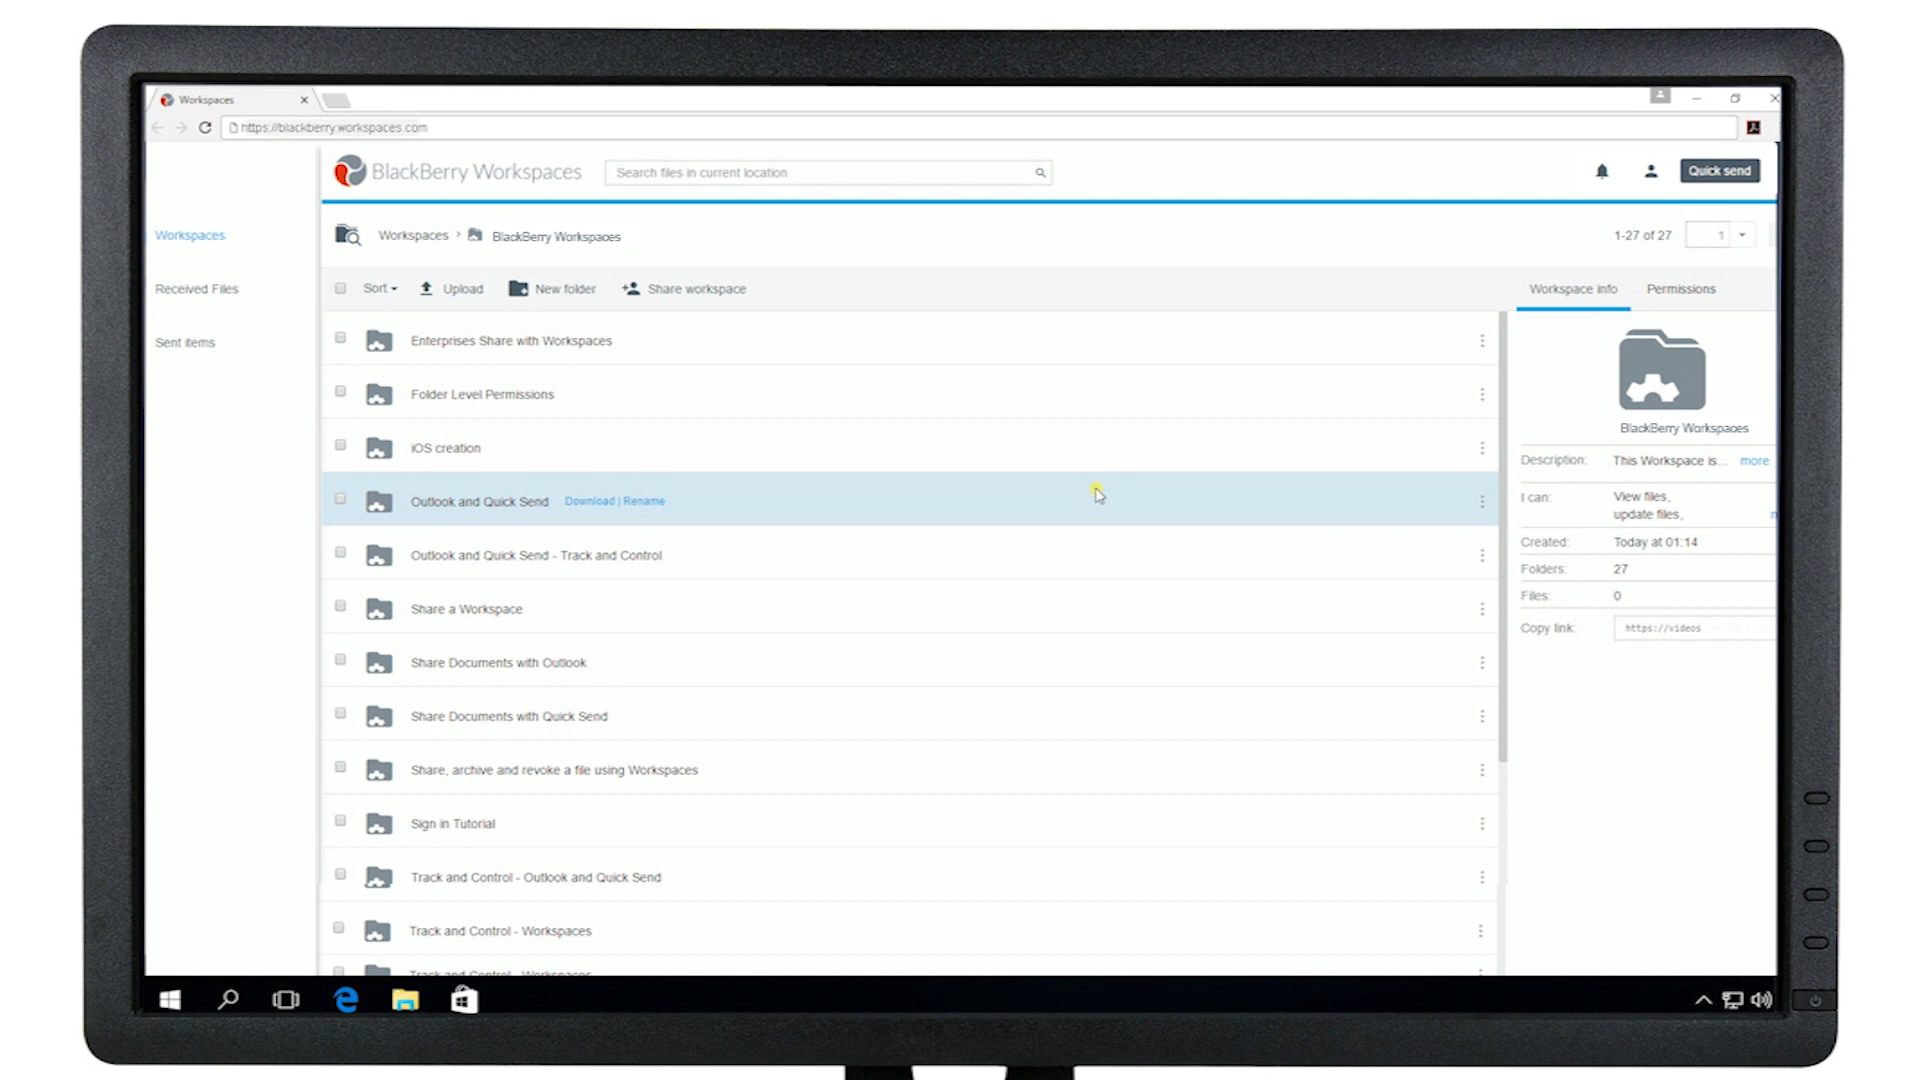 Workspaces
https://blackberry.workspaces.com
BlackBerry Workspaces
Search files in current location
Quick send
Workspaces
Received Files
Sent items
Workspaces > BlackBerry Workspaces
1-27 of 27
1
Sort
Upload
New folder
Share workspace
Workspace info
Permissions
Enterprises Share with Workspaces
Folder Level Permissions
iOS creation
Outlook and Quick Send
Download | Rename
Outlook and Quick Send - Track and Control
Share a Workspace
Share Documents with Outlook
Share Documents with Quick Send
Share, archive and revoke a file using Workspaces
Sign in Tutorial
Track and Control - Outlook and Quick Send
Track and Control - Workspaces
Track and Control - Workspaces
BlackBerry Workspaces
Description: This Workspace is... more
I can: View files,
update files,
Created: Today at 01:14
Folders: 27
Files: 0
Copy link: https://videos